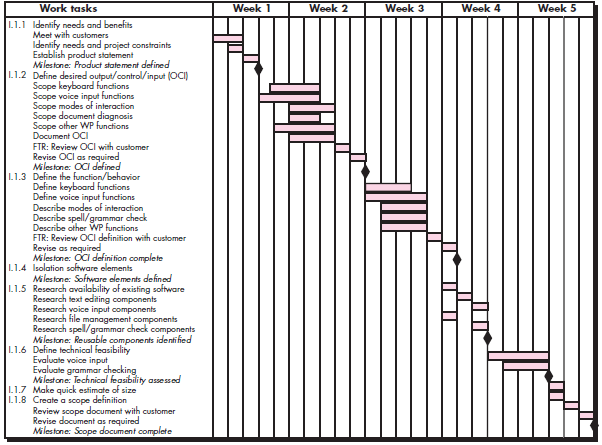 Work tasks Week 1 Week 2 Week 3 Week 4 Week 5
I.1.1 Identify needs and benefits
Meet with customers
Identify needs and project constraints
Establish product statement
Milestone: Product statement defined
I.1.2 Define desired output/control/input (OCI)
Scope keyboard functions
Scope voice input functions
Scope modes of interaction
Scope document diagnosis
Scope other WP functions
Document OCI
FTR: Review OCI with customer
Revise OCI as required
Milestone: OCI defined
I.1.3 Define the function/behavior
Define keyboard functions
Define voice input functions
Describe modes of interaction
Describe spell/grammar check
Describe other WP functions
FTR: Review OCI definition with customer
Revise as required
Milestone: OCI definition complete
I.1.4 Isolation software elements
Milestone: Software elements defined
I.1.5 Research availability of existing software
Research text editing components
Research voice input components
Research file management components
Research spell/grammar check components
Milestone: Reusable components identified
I.1.6 Define technical feasibility
Evaluate voice input
Evaluate grammar checking
Milestone: Technical feasibility assessed
I.1.7 Make quick estimate of size
I.1.8 Create a scope definition
Review scope document with customer
Revise document as required
Milestone: Scope document complete